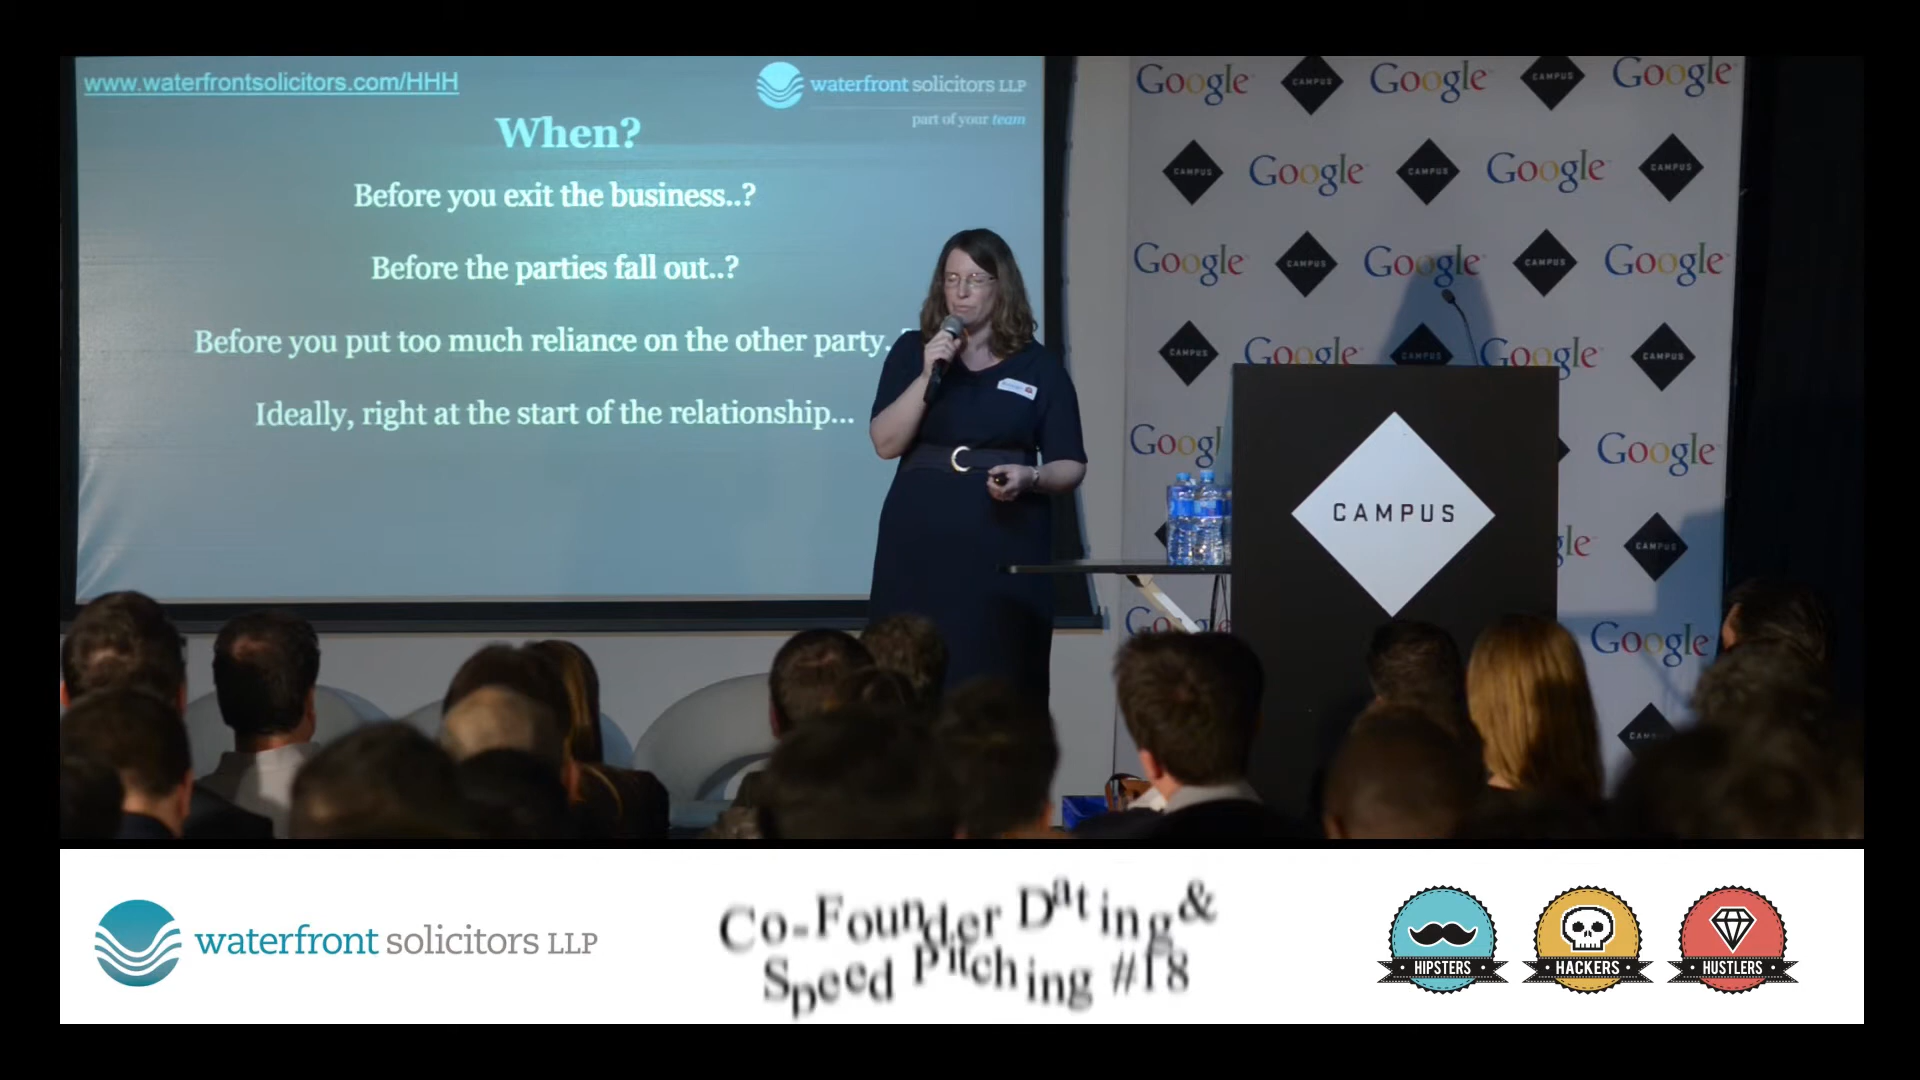 www.waterfrontsolicitors.com/HHH
waterfront solicitors LLP
part of your team
When?
Before you exit the business..?
Before the parties fall out..?
Before you put too much reliance on the other party.
Ideally, right at the start of the relationship...
Google CAMPUS Google CAMPUS Google
CAMPUS Google CAMPUS Google CAMPUS
Google CAMPUS Google CAMPUS Google
CAMPUS Google CAMPUS Google CAMPUS
Google Google
CAMPUS
CAMPUS
Google
waterfront solicitors LLP
Co-Founder Dating &
Speed Pitching #18
HIPSTERS
HACKERS
HUSTLERS